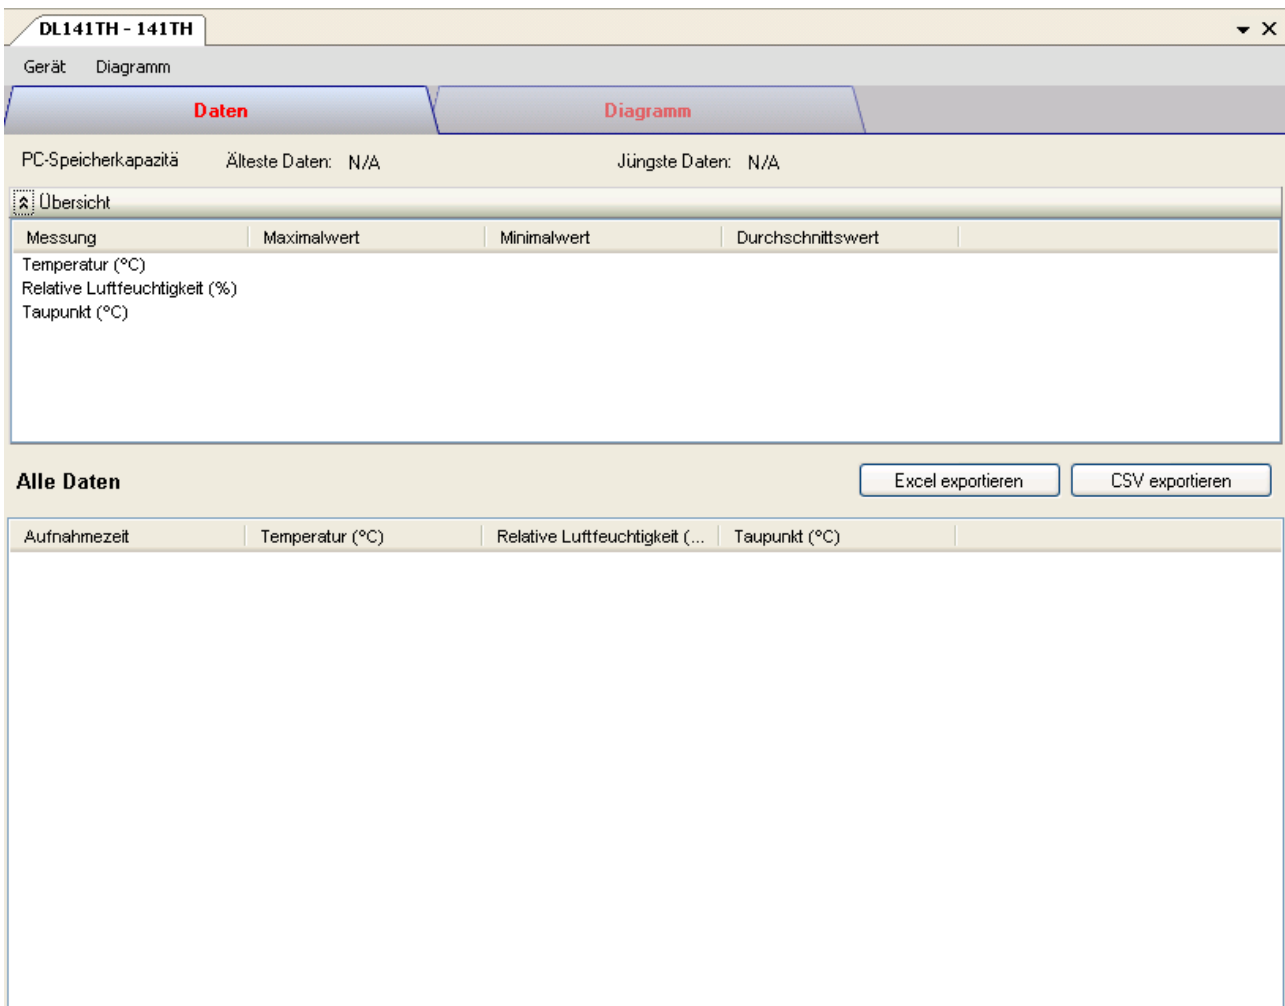 DL141TH - 141TH
Gerät Diagramm
Daten Diagramm
PC-Speicherkapazitä Älteste Daten: N/A Jüngste Daten: N/A
Übersicht
Messung Maximalwert Minimalwert Durchschnittswert
Temperatur (°C)
Relative Luftfeuchtigkeit (%)
Taupunkt (°C)
Alle Daten Excel exportieren CSV exportieren
Aufnahmezeit Temperatur (°C) Relative Luftfeuchtigkeit (... Taupunkt (°C)